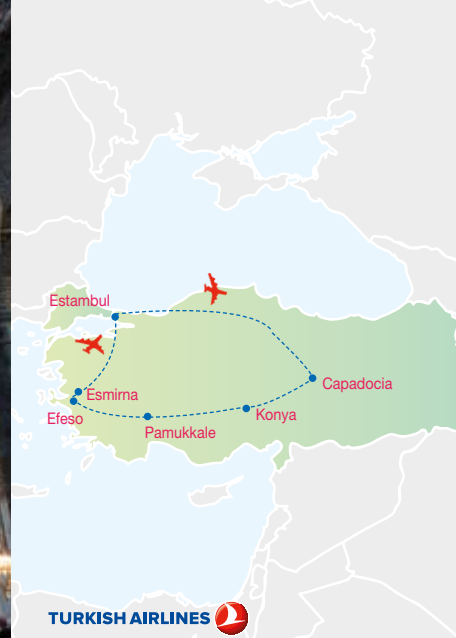 Estambul
Capadocia
Esmirna
Konya
Efeso
Pamukkale
TURKISH AIRLINES